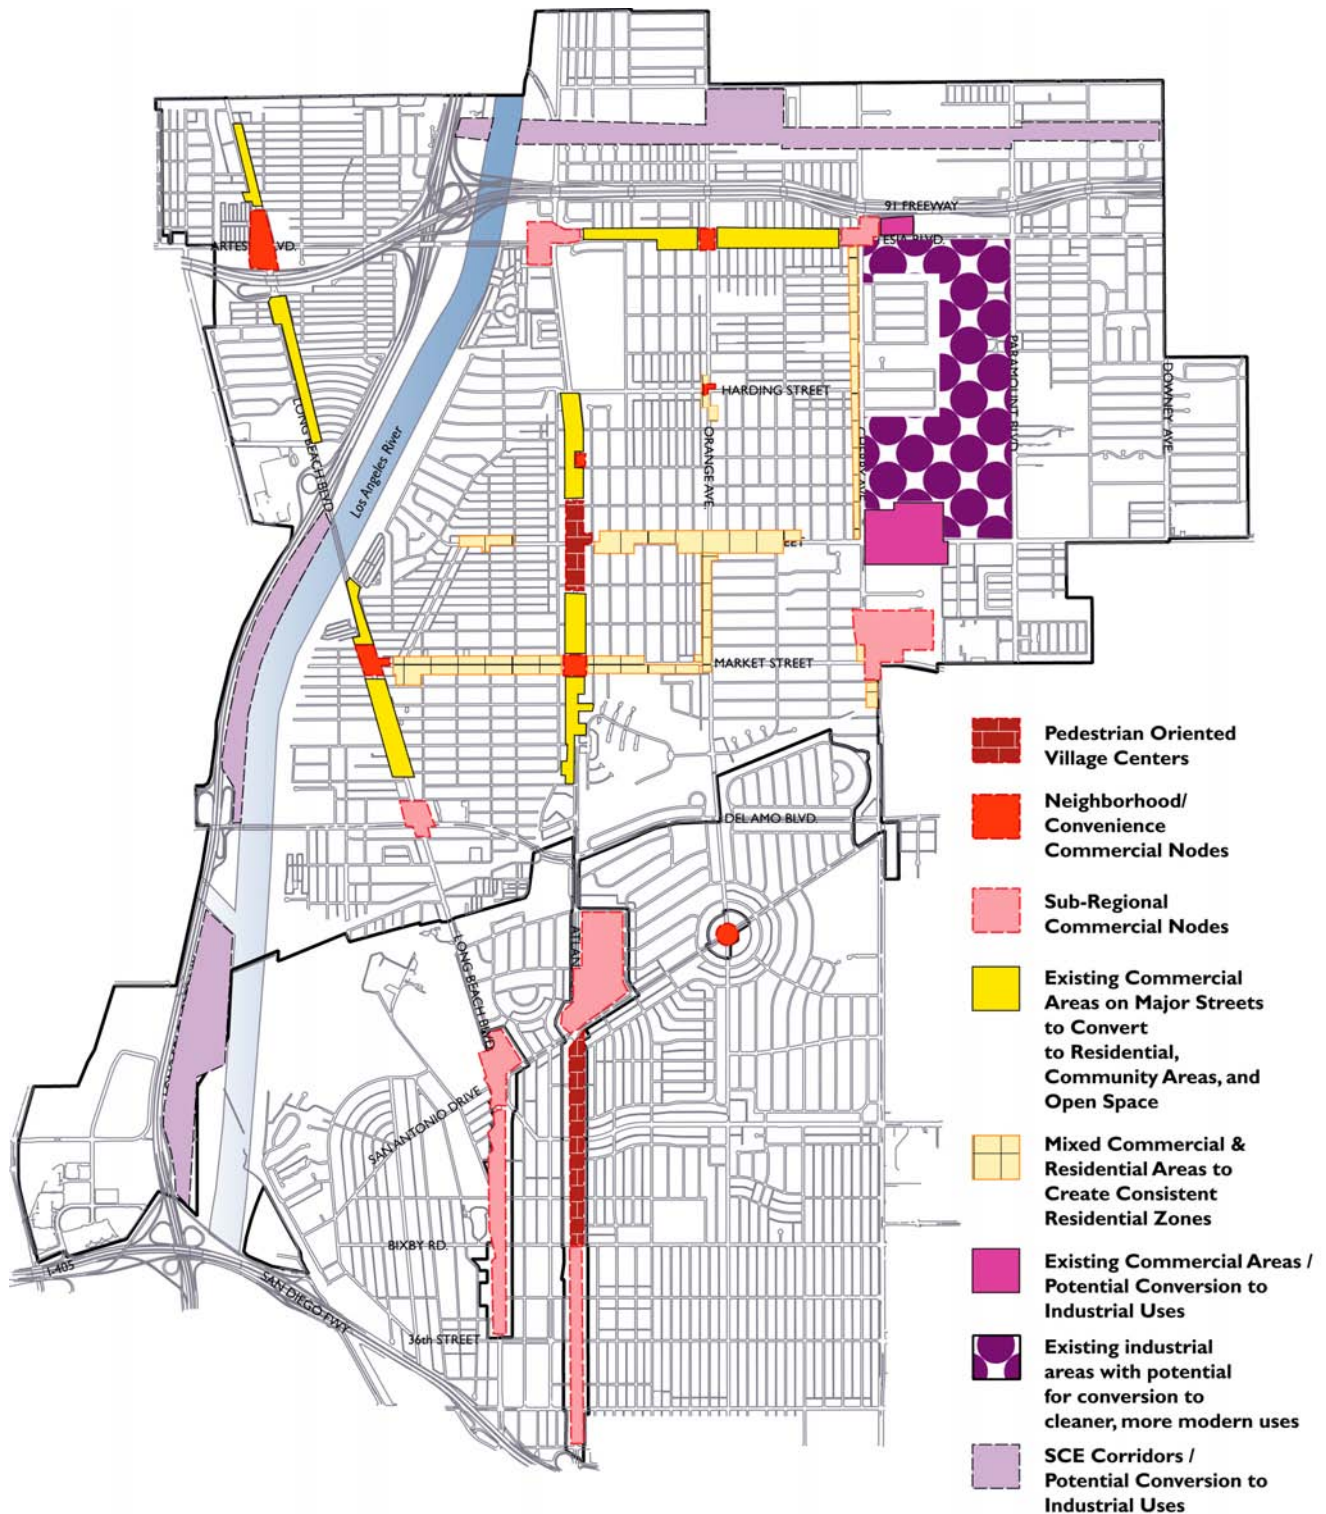 91 FREEWAY
ARTES
VD.
ESIA BLVD.
HARDING STREET
PARAMOUNT BLVD.
DOWNEY AVE.
LONG BEACH BLVD.
Los Angeles River
ORANGE AVE.
MARKET STREET
DEL AMO BLVD.
ATLAN
LONG BEACH BLVD.
SAN ANTONIO DRIVE
BIXBY RD.
I-405
SAN DIEGO FWY
36th STREET
Pedestrian Oriented
Village Centers
Neighborhood/
Convenience
Commercial Nodes
Sub-Regional
Commercial Nodes
Existing Commercial
Areas on Major Streets
to Convert
to Residential,
Community Areas, and
Open Space
Mixed Commercial &
Residential Areas to
Create Consistent
Residential Zones
Existing Commercial Areas /
Potential Conversion to
Industrial Uses
Existing industrial
areas with potential
for conversion to
cleaner, more modern uses
SCE Corridors /
Potential Conversion to
Industrial Uses